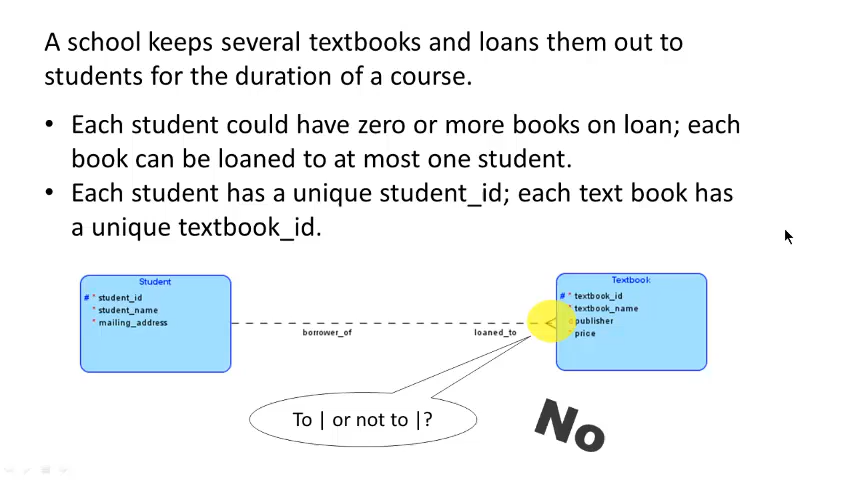 A school keeps several textbooks and loans them out to
students for the duration of a course.
• Each student could have zero or more books on loan; each
book can be loaned to at most one student.
• Each student has a unique student_id; each text book has
a unique textbook_id.
Student
# * student_id
* student_name
* mailing_address
borrower_of
loaned_to
Textbook
# * textbook_id
* textbook_name
o publisher
* price
To | or not to |?
No